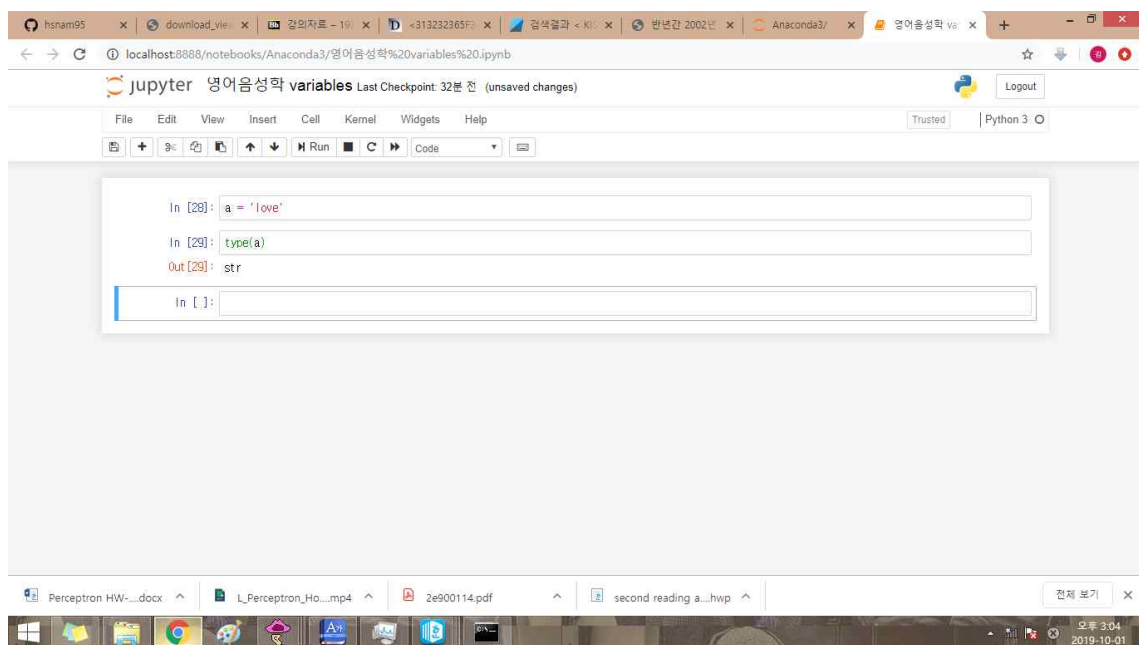 hsnam95 download_vie 강의자료 – 19 <313232365F3 검색결과 < KIS 반년간 2002년 Anaconda3/ 영어음성학 va
localhost:8888/notebooks/Anaconda3/영어음성학%20variables%20.ipynb
jupyter 영어음성학 variables Last Checkpoint: 32분 전 (unsaved changes) Logout
File Edit View Insert Cell Kernel Widgets Help Trusted Python 3
Run Code
In [28]: a = 'love'
In [29]: type(a)
Out[29]: str
In [ ]:
Perceptron HW-....docx L_Perceptron_Ho....mp4 2e900114.pdf second reading a....hwp 전체 보기
오후 3:04
2019-10-01